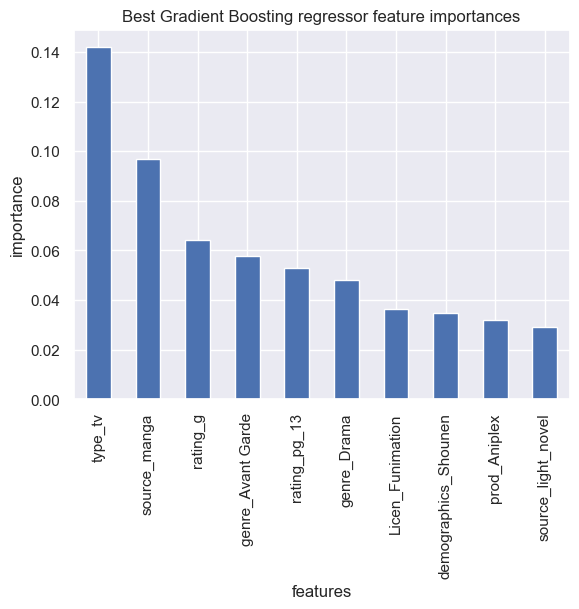 Best Gradient Boosting regressor feature importances
importance
0.14
0.12
0.10
0.08
0.06
0.04
0.02
0.00
type_tv
source_manga
rating_g
genre_Avant Garde
rating_pg_13
genre_Drama
Licen_Funimation
demographics_Shounen
prod_Aniplex
source_light_novel
features